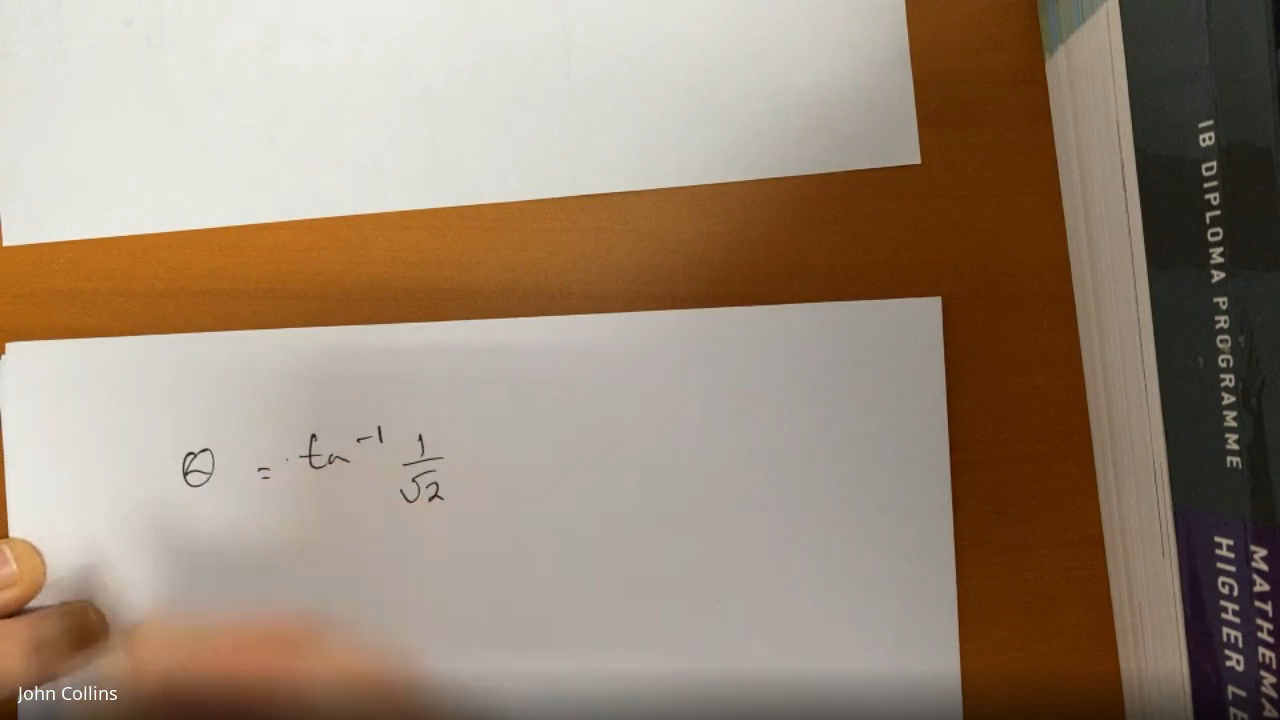 θ = tan⁻¹ 1/√2
IB DIPLOMA PROGRAMME
MATHEMA
HIGHER LE
John Collins